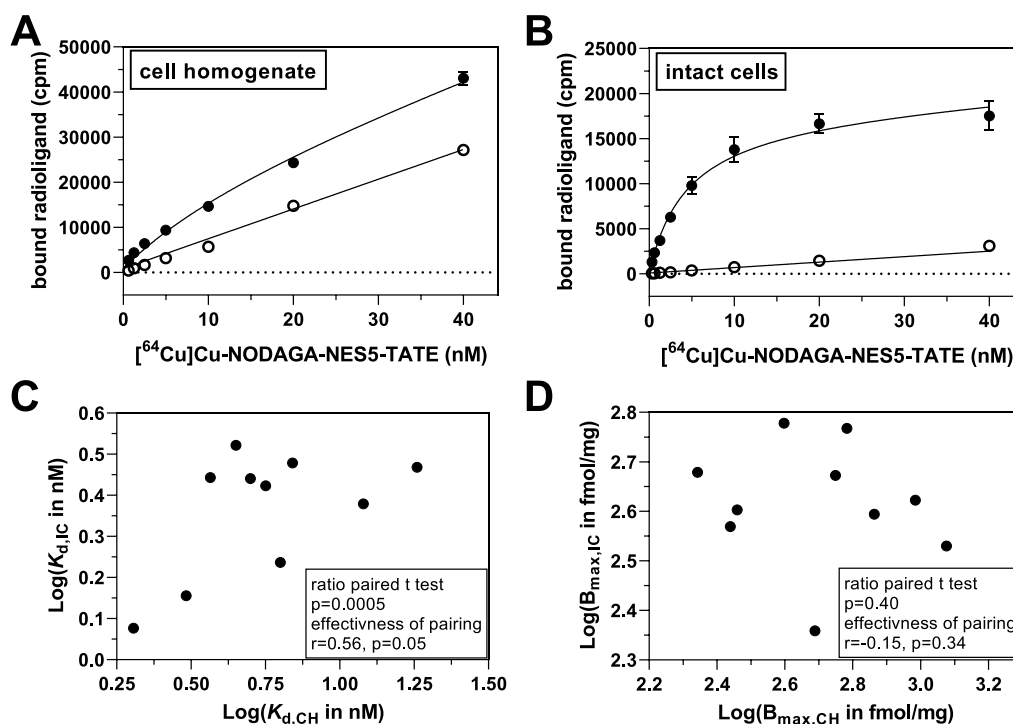 A
cell homogenate
bound radioligand (cpm)
50000
40000
30000
20000
10000
0
0
10
20
30
40
[⁶⁴Cu]Cu-NODAGA-NES5-TATE (nM)
B
intact cells
bound radioligand (cpm)
25000
20000
15000
10000
5000
0
0
10
20
30
40
[⁶⁴Cu]Cu-NODAGA-NES5-TATE (nM)
C
Log(Kd,IC in nM)
0.6
0.5
0.4
0.3
0.2
0.1
0.0
ratio paired t test
p=0.0005
effectivness of pairing
r=0.56, p=0.05
0.25
0.50
0.75
1.00
1.25
1.50
Log(Kd,CH in nM)
D
Log(Bmax,IC in fmol/mg)
2.8
2.7
2.6
2.5
2.4
2.3
ratio paired t test
p=0.40
effectivness of pairing
r=-0.15, p=0.34
2.2
2.4
2.6
2.8
3.0
3.2
Log(Bmax,CH in fmol/mg)